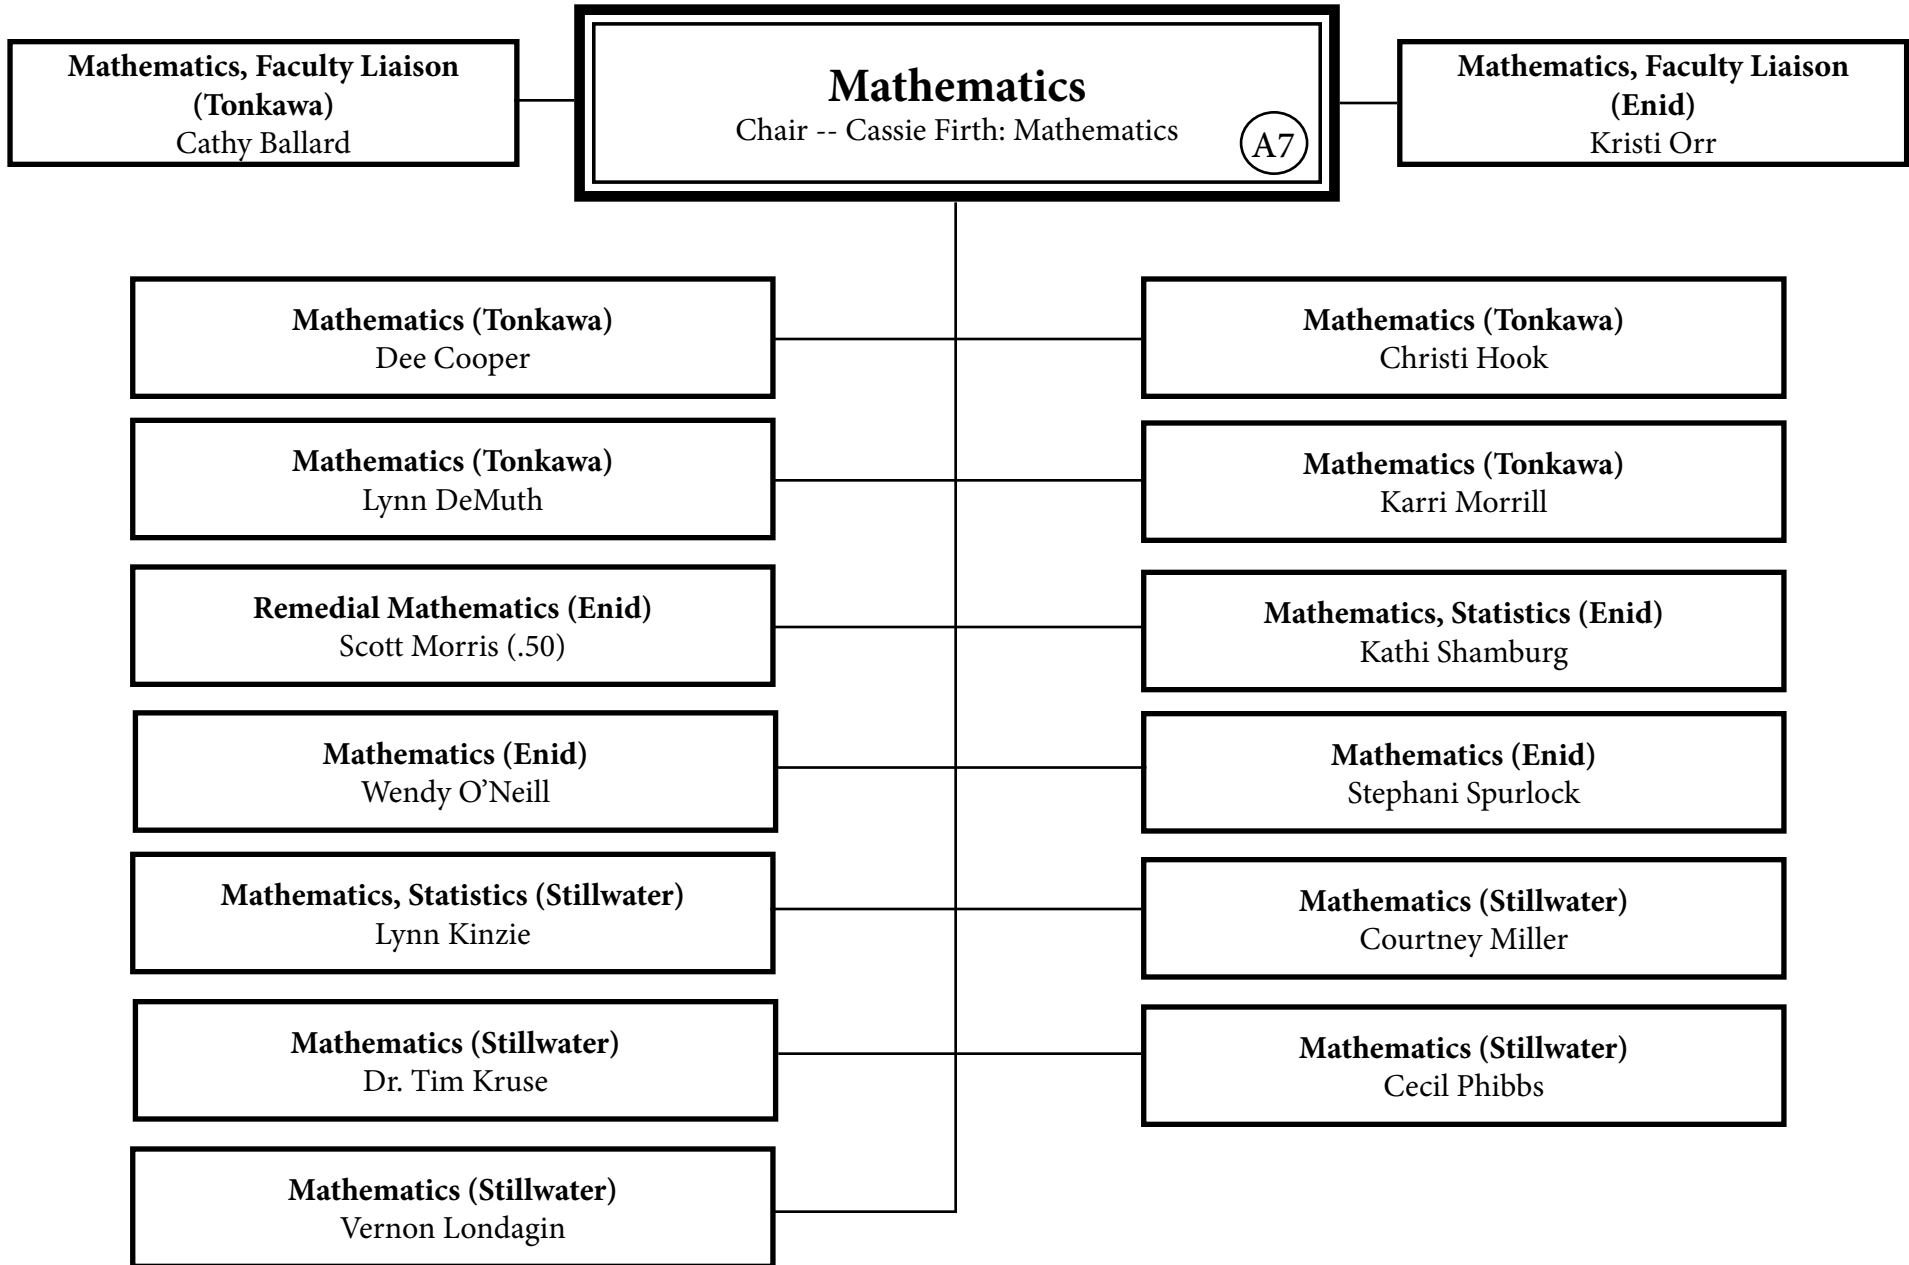 Mathematics, Faculty Liaison
(Tonkawa)
Cathy Ballard
Mathematics
Chair -- Cassie Firth: Mathematics
A7
Mathematics, Faculty Liaison
(Enid)
Kristi Orr
Mathematics (Tonkawa)
Dee Cooper
Mathematics (Tonkawa)
Christi Hook
Mathematics (Tonkawa)
Lynn DeMuth
Mathematics (Tonkawa)
Karri Morrill
Remedial Mathematics (Enid)
Scott Morris (.50)
Mathematics, Statistics (Enid)
Kathi Shamburg
Mathematics (Enid)
Wendy O’Neill
Mathematics (Enid)
Stephani Spurlock
Mathematics, Statistics (Stillwater)
Lynn Kinzie
Mathematics (Stillwater)
Courtney Miller
Mathematics (Stillwater)
Dr. Tim Kruse
Mathematics (Stillwater)
Cecil Phibbs
Mathematics (Stillwater)
Vernon Londagin